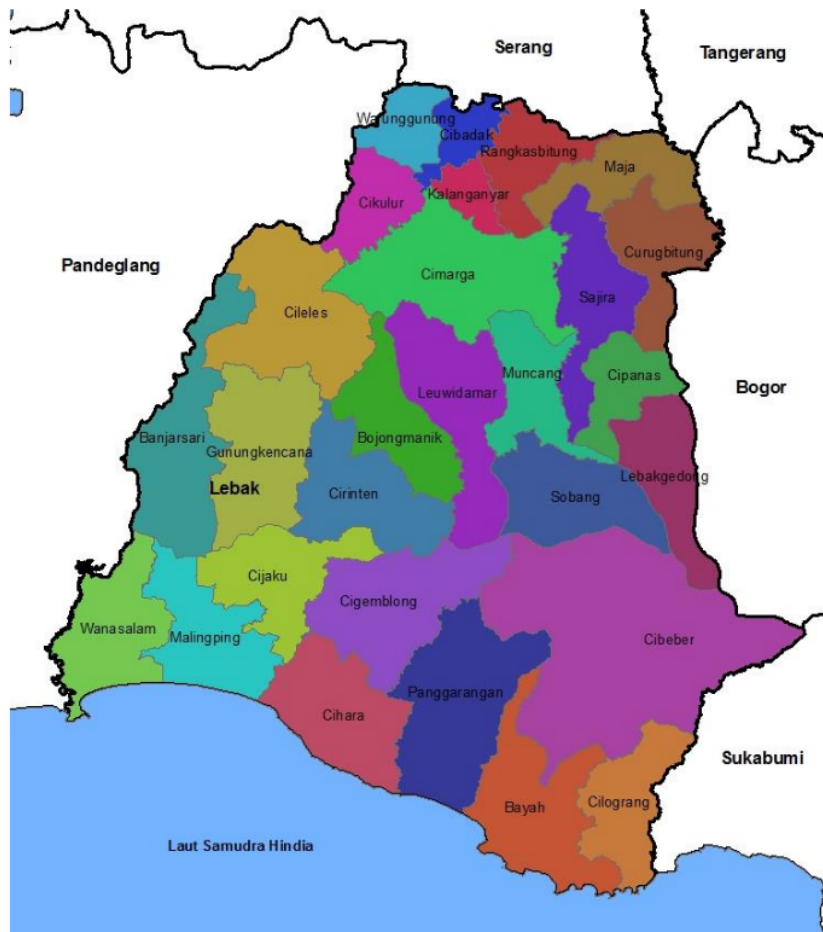 Serang
Tangerang
Warunggunung
Cibadak
Rangkasbitung
Maja
Kalanganyar
Cikulur
Curugbitung
Pandeglang
Cimarga
Sajira
Cileles
Muncang
Cipanas
Leuwidamar
Bogor
Banjarsari
Bojongmanik
Gunungkencana
Lebakgedong
Lebak
Cirinten
Sobang
Cijaku
Cigemblong
Wanasalam
Malingping
Cibeber
Panggarangan
Cihara
Sukabumi
Bayah
Cilograng
Laut Samudra Hindia